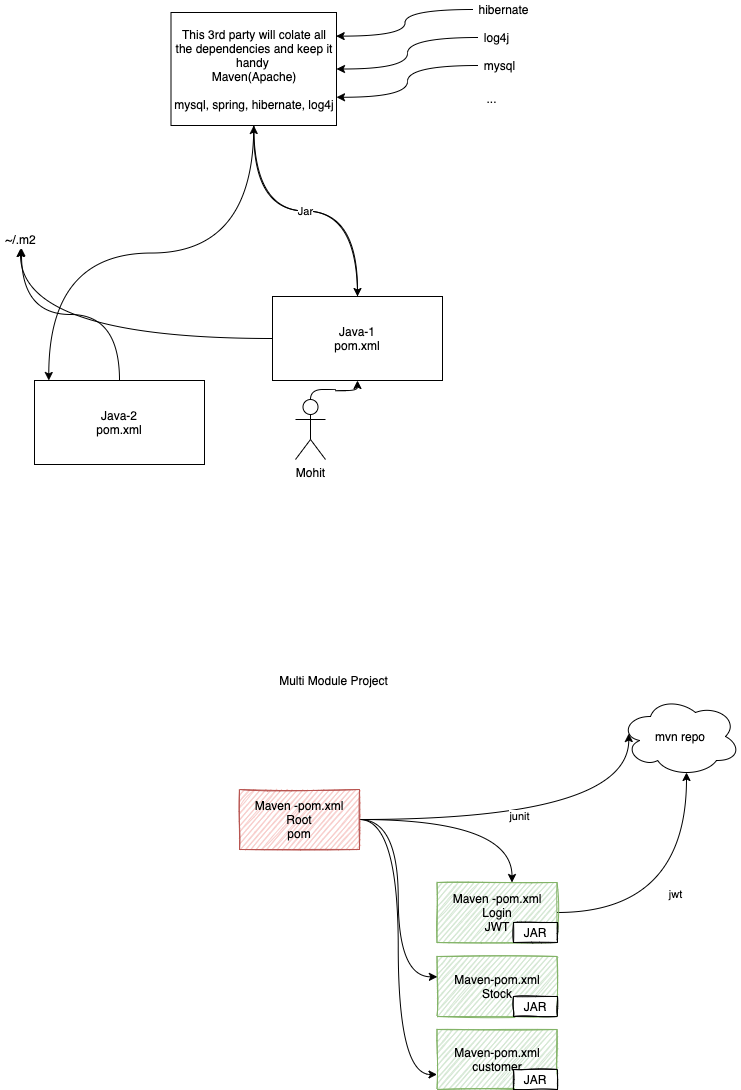 hibernate
This 3rd party will colate all
the dependencies and keep it
handy
Maven(Apache)
mysql, spring, hibernate, log4j
log4j
mysql
...
Jar
~/.m2
Java-1
pom.xml
Java-2
pom.xml
Mohit
Multi Module Project
mvn repo
Maven -pom.xml
Root
pom
junit
jwt
Maven -pom.xml
Login
JWT
JAR
Maven-pom.xml
Stock
JAR
Maven-pom.xml
customer
JAR